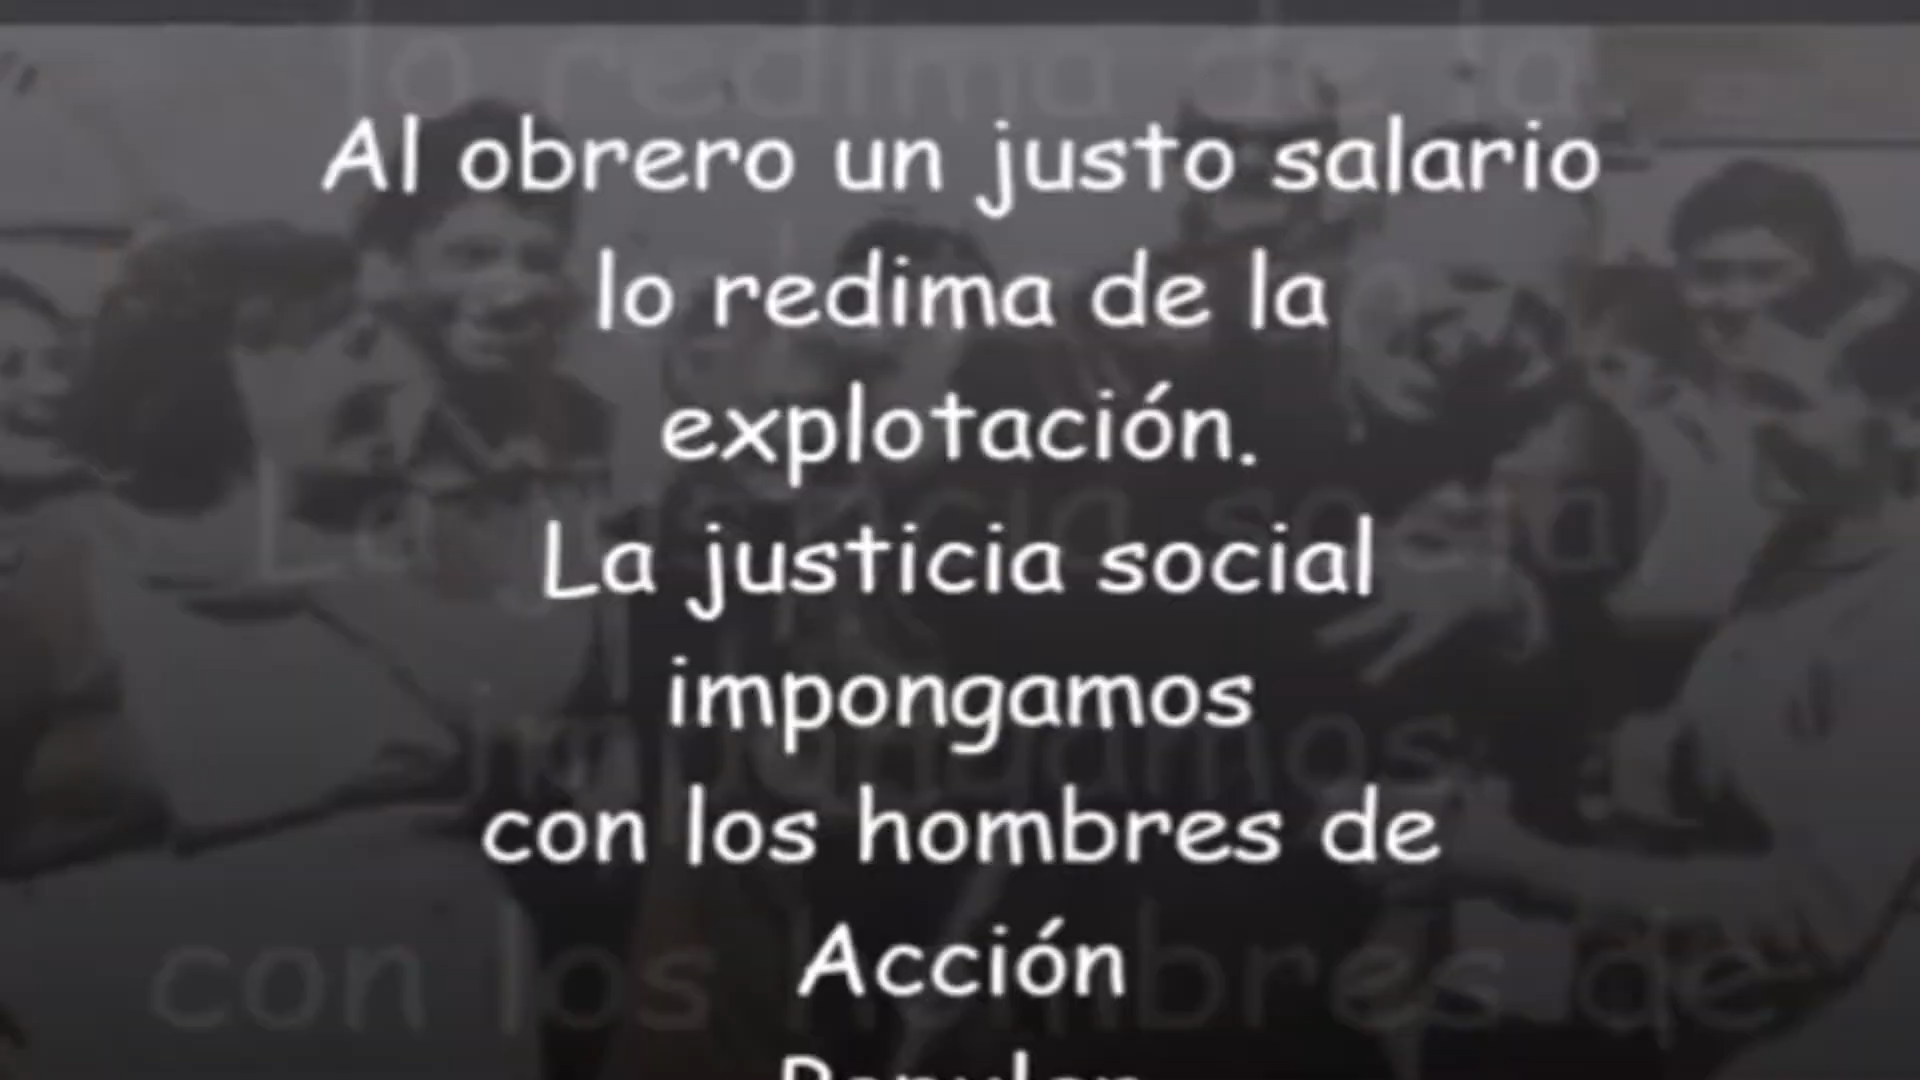 Al obrero un justo salario
lo redima de la
explotación.
La justicia social
impongamos
con los hombres de
Acción
Popular